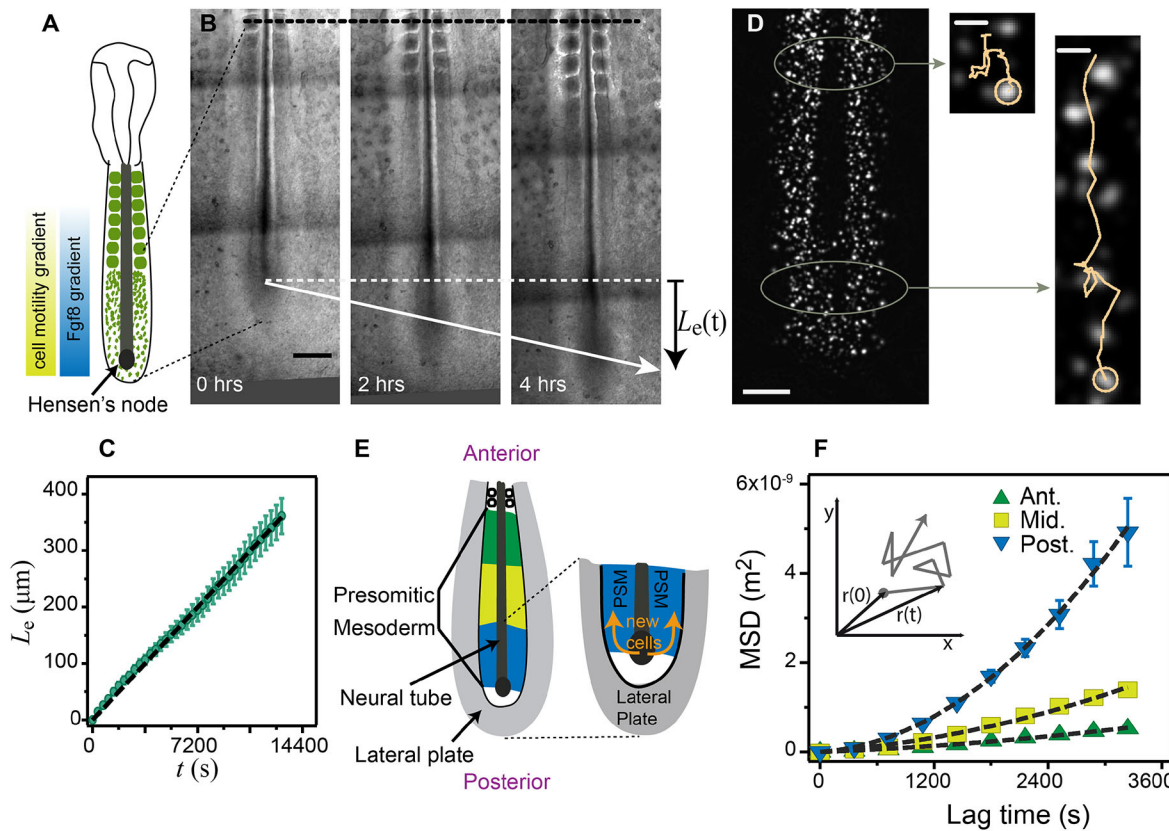 A
B
D
cell motility gradient
Fgf8 gradient
Hensen's node
0 hrs
2 hrs
4 hrs
Le(t)
C
400
300
200
100
0
Le (μm)
0
7200
14400
t (s)
E
Anterior
Presomitic
Mesoderm
Neural tube
Lateral plate
Posterior
PSM
PSM
new
cells
Lateral
Plate
F
6x10-9
4
2
0
MSD (m2)
y
r(0)
r(t)
x
Ant.
Mid.
Post.
0
1200
2400
3600
Lag time (s)